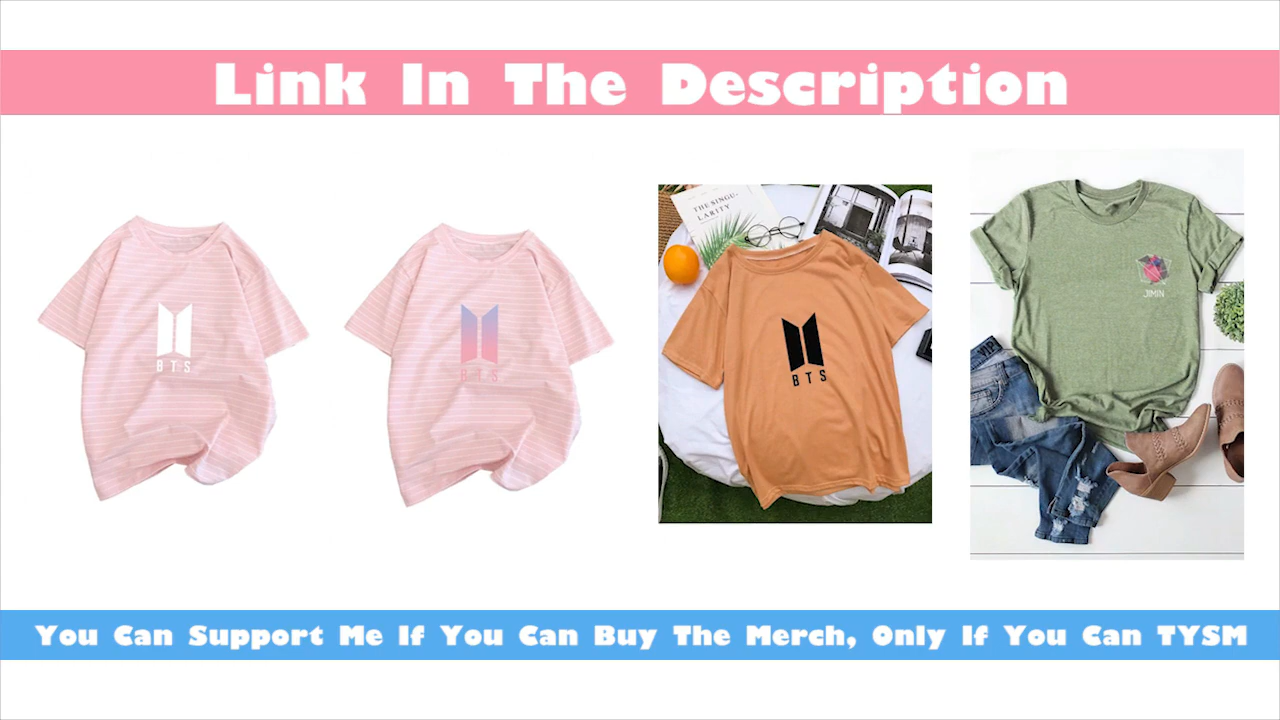 Link In The Description
THE SINGU-
LARITY
BTS
BTS
BTS
JIMIN
VIP
You Can Support Me If You Can Buy The Merch, Only If You Can TYSM